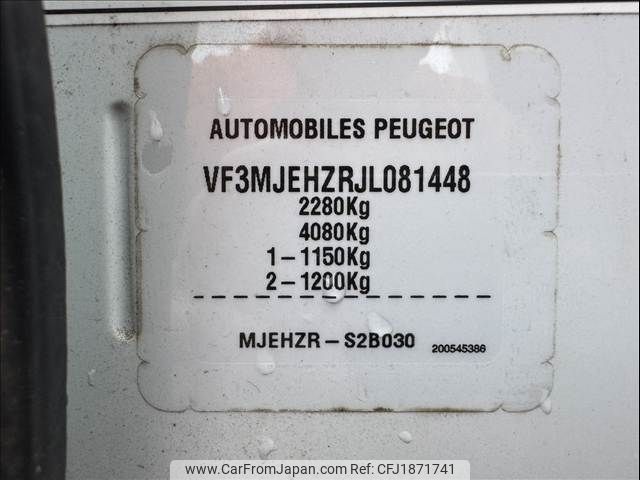 AUTOMOBILES PEUGEOT
VF3MJEHZRJL081448
2280Kg
4080Kg
1-1150Kg
2-1200Kg
MJEHZR-S2B030 200545386
www.CarFromJapan.com Ref: CFJ1871741